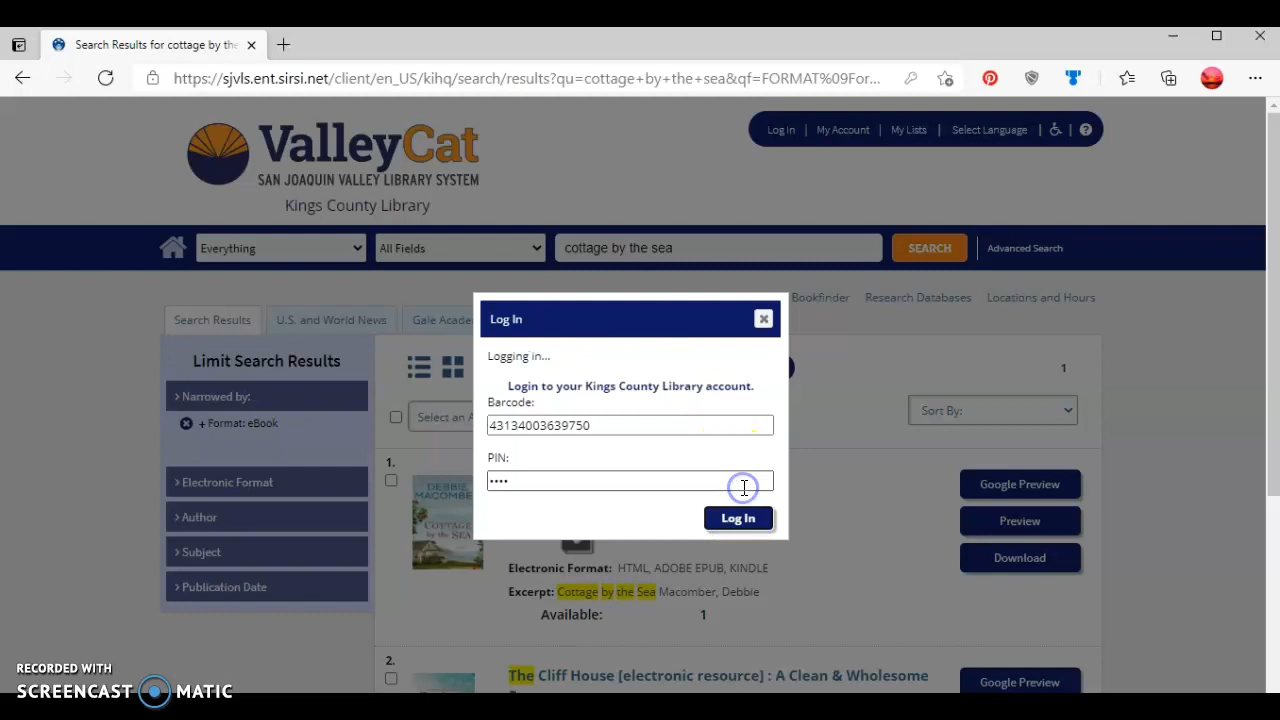 Search Results for cottage by the
https://sjvls.ent.sirsi.net/client/en_US/kihq/search/results?qu=cottage+by+the+sea&qf=FORMAT%09For...
ValleyCat
SAN JOAQUIN VALLEY LIBRARY SYSTEM
Kings County Library
Log In | My Account | My Lists | Select Language | | ?
Everything All Fields cottage by the sea SEARCH Advanced Search
Bookfinder Research Databases Locations and Hours
Search Results U.S. and World News Gale Acade
Limit Search Results
Narrowed by:
+ Format: eBook
Electronic Format
Author
Subject
Publication Date
1
Select an A
Sort By:
Log In
Logging in...
Login to your Kings County Library account.
Barcode:
43134003639750
PIN:
••••
Log In
1.
DEBBIE
MACOMBER
COTTAGE
BY THE SEA
Electronic Format: HTML, ADOBE EPUB, KINDLE
Excerpt: Cottage by the Sea Macomber, Debbie
Available: 1
Google Preview
Preview
Download
2.
The Cliff House [electronic resource] : A Clean & Wholesome
Google Preview
RECORDED WITH
SCREENCAST MATIC